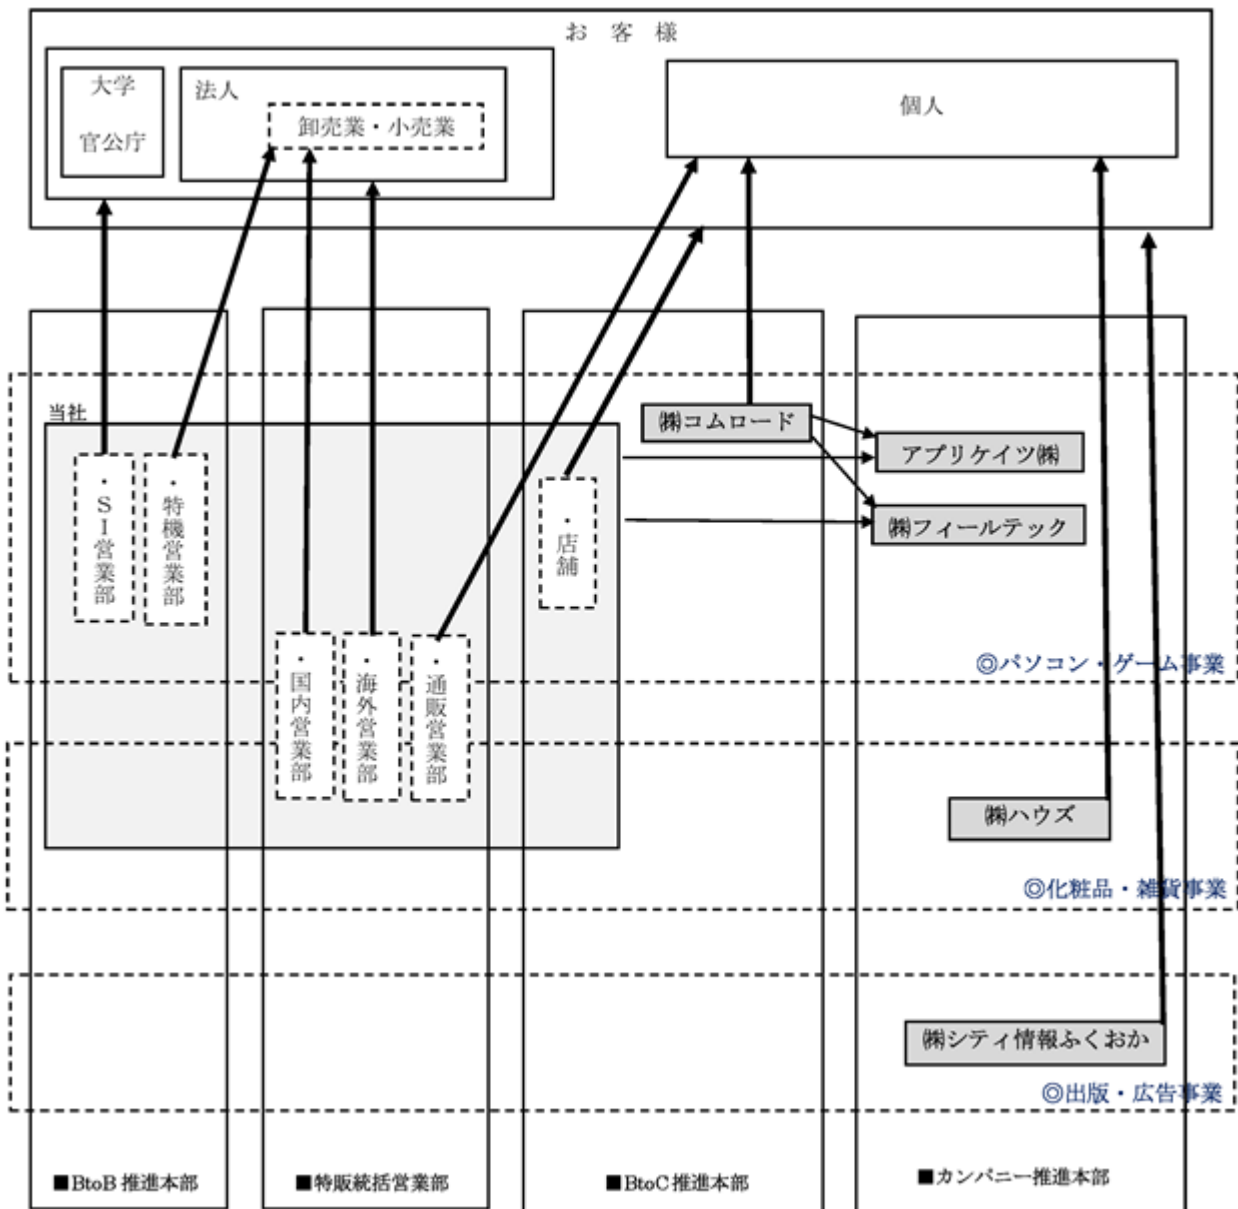 お客様
大学
官公庁
法人
卸売業・小売業
個人
当社
㈱コムロード
アプリケイツ㈱
㈱フィールテック
・SI営業部
・特機営業部
・店舗
・国内営業部
・海外営業部
・通販営業部
◎パソコン・ゲーム事業
㈱ハウズ
◎化粧品・雑貨事業
㈱シティ情報ふくおか
◎出版・広告事業
■BtoB推進本部
■特販統括営業部
■BtoC推進本部
■カンパニー推進本部